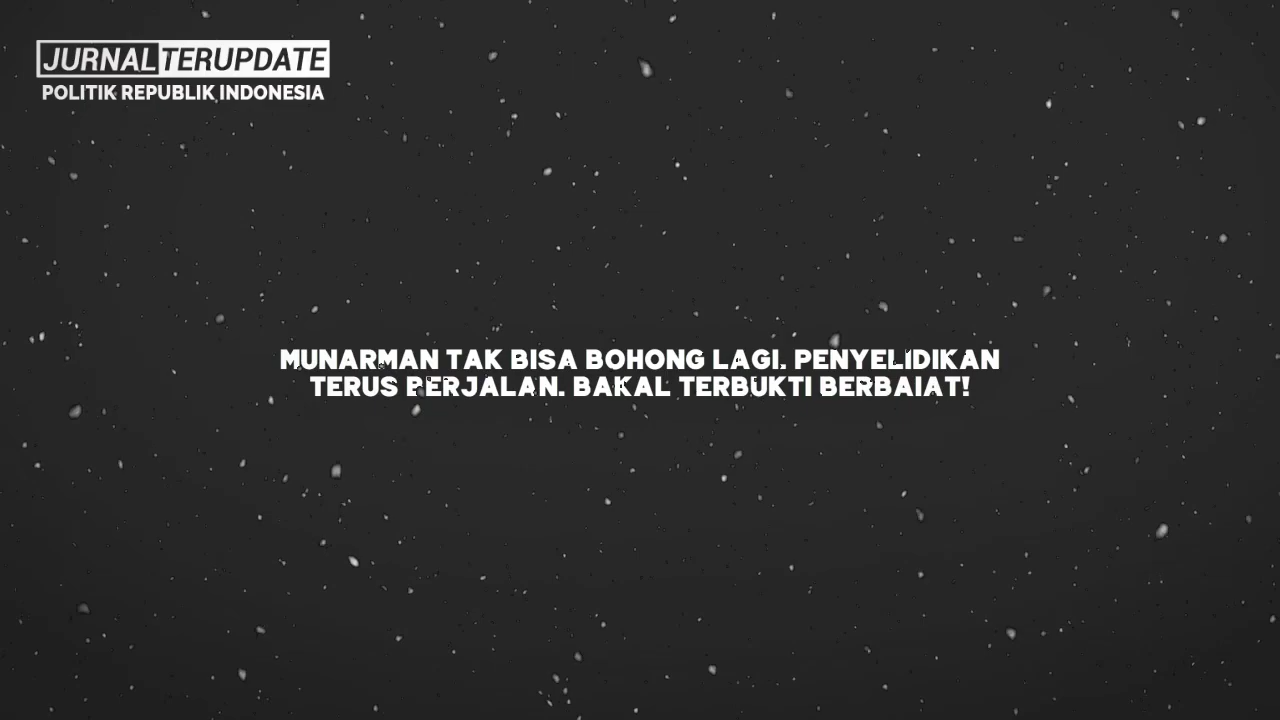 JURNALTERUPDATE
POLITIK REPUBLIK INDONESIA
MUNARMAN TAK BISA BOHONG LAGI. PENYELIDIKAN
TERUS BERJALAN. BAKAL TERBUKTI BERBAIAT!